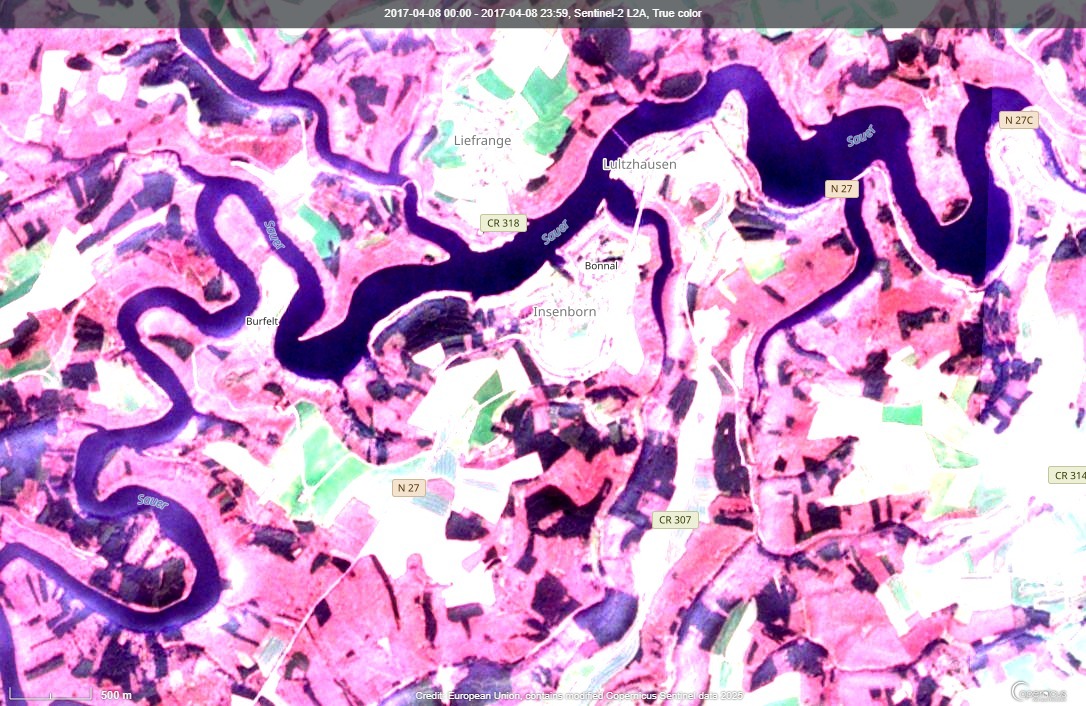 2017-04-08 00:00 - 2017-04-08 23:59, Sentinel-2 L2A, True color
N 27C
Liefrange
Sauer
Lultzhausen
N 27
CR 318
Sauer
Sauer
Bonnal
Insenborn
Burfelt
CR 314
N 27
Sauer
CR 307
500 m
Credit: European Union, contains modified Copernicus Sentinel data 2025
opernicus